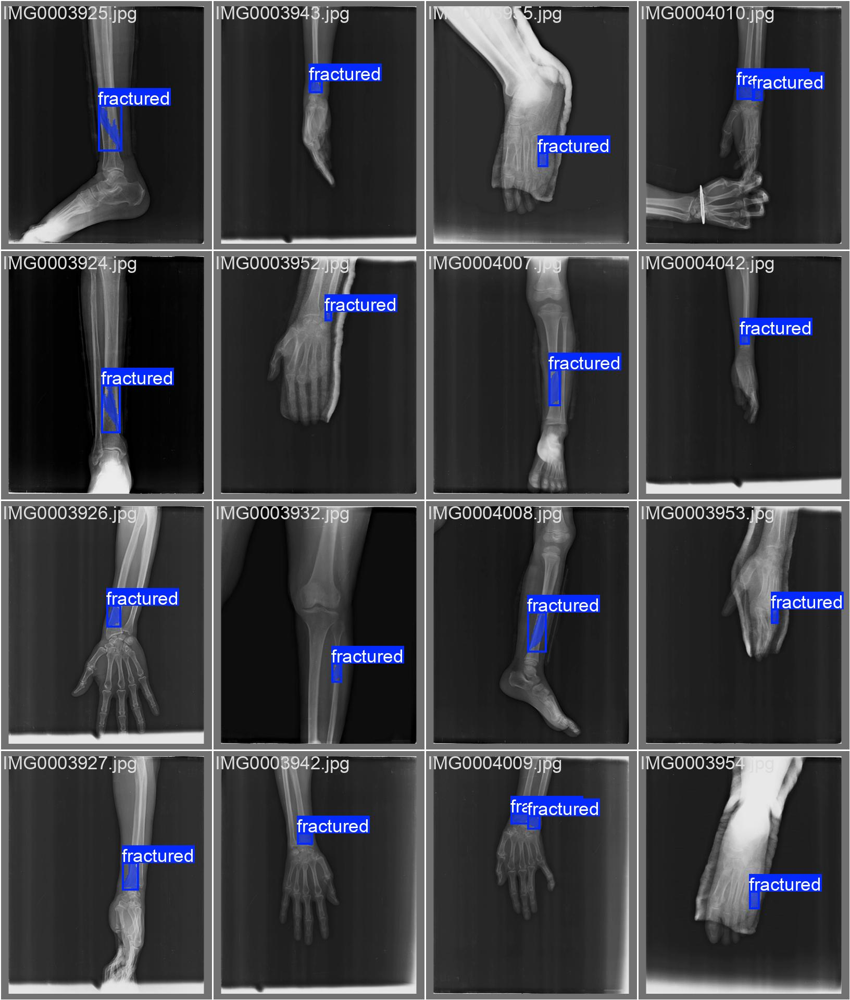 IMG0003925.jpg
fractured
IMG0003943.jpg
fractured
IMG0003955.jpg
fractured
IMG0004010.jpg
fra
fractured
IMG0003924.jpg
fractured
IMG0003952.jpg
fractured
IMG0004007.jpg
fractured
IMG0004042.jpg
fractured
IMG0003926.jpg
fractured
IMG0003932.jpg
fractured
IMG0004008.jpg
fractured
IMG0003953.jpg
fractured
IMG0003927.jpg
fractured
IMG0003942.jpg
fractured
IMG0004009.jpg
fra
fractured
IMG0003954.jpg
fractured